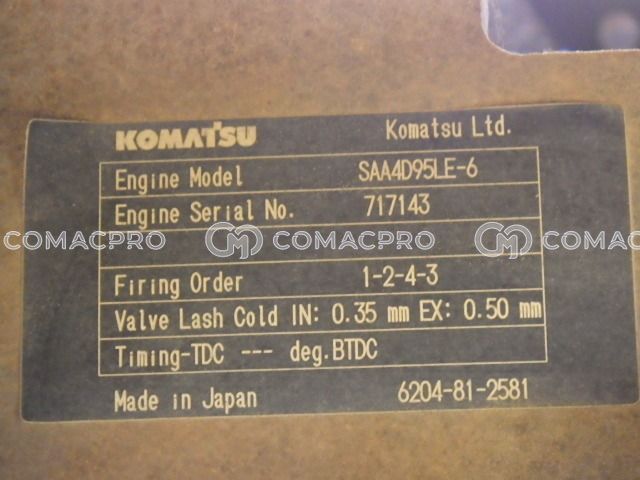 KOMATSU Komatsu Ltd.
Engine Model SAA4D95LE-6
Engine Serial No. 717143
COMACPRO COMACPRO COMACPRO
Firing Order 1-2-4-3
Valve Lash Cold IN: 0.35 mm EX: 0.50 mm
Timing-TDC --- deg.BTDC
Made in Japan 6204-81-2581